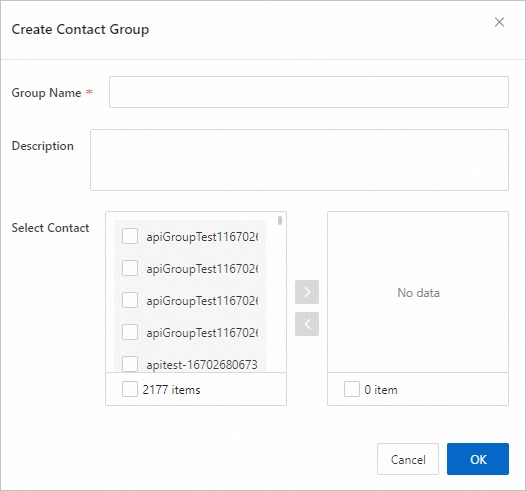 Create Contact Group
Group Name *
Description
Select Contact
apiGroupTest1167026
apiGroupTest1167026
apiGroupTest1167026
apiGroupTest1167026
apitest-16702680673
2177 items
No data
0 item
Cancel
OK